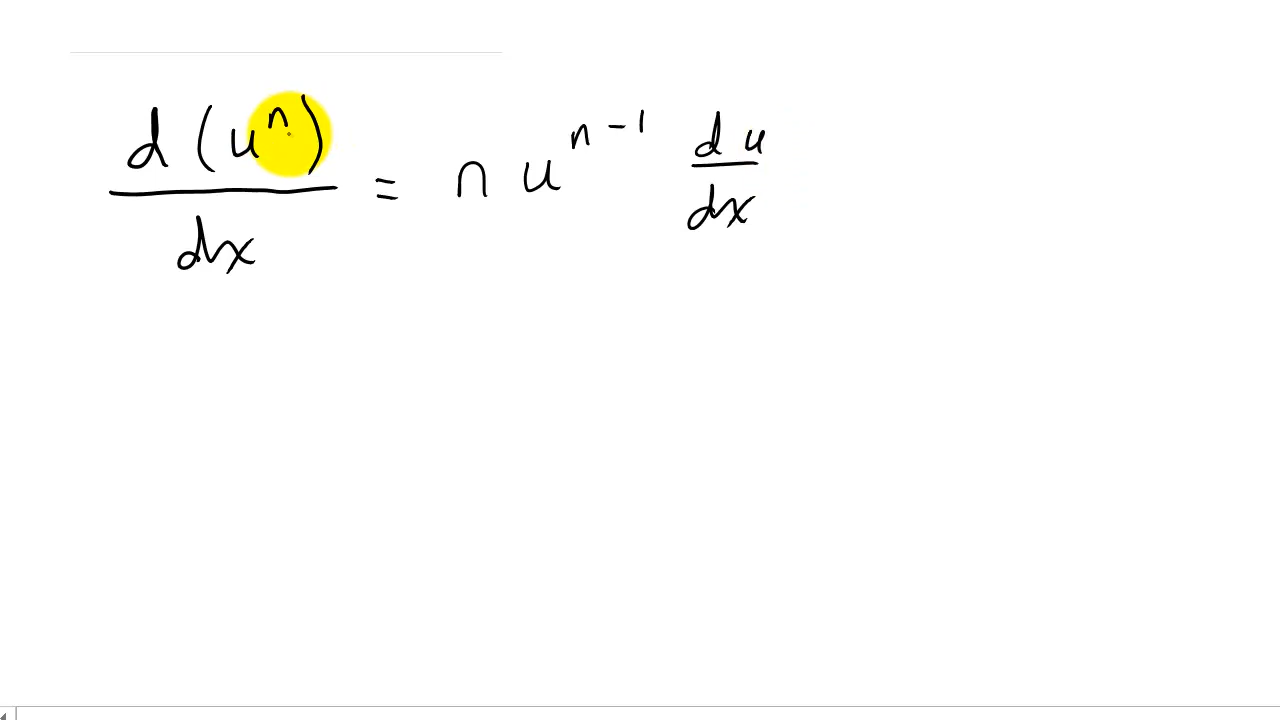 d(uⁿ)/dx = n uⁿ⁻¹ du/dx